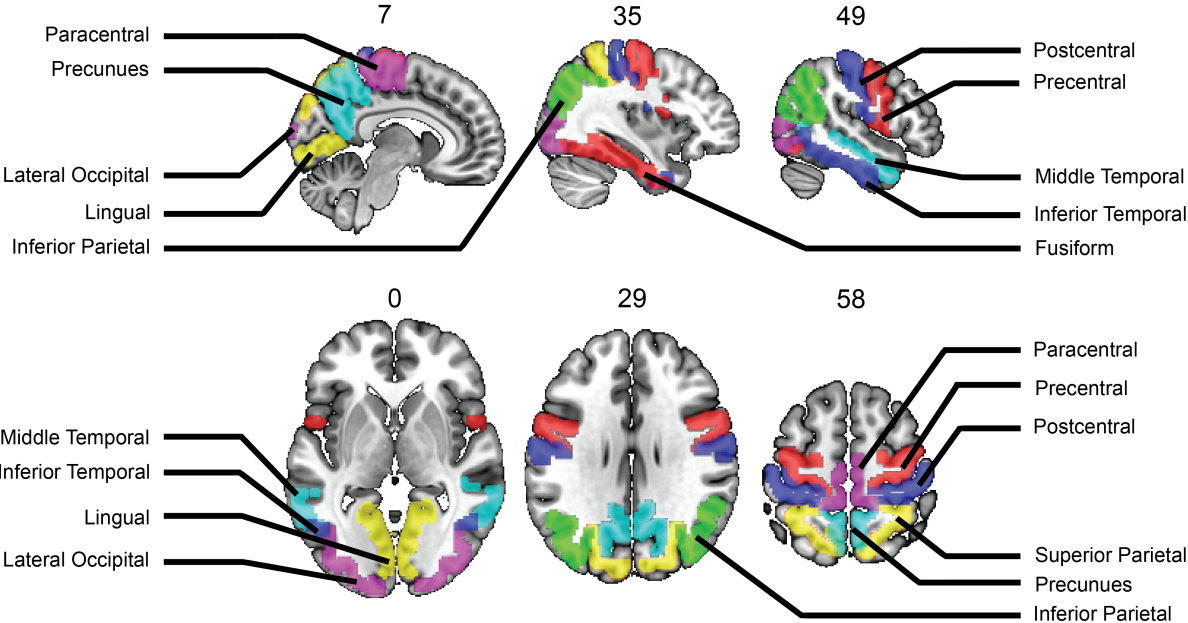 7
35
49
Paracentral
Precunues
Lateral Occipital
Lingual
Inferior Parietal
Postcentral
Precentral
Middle Temporal
Inferior Temporal
Fusiform
0
29
58
Middle Temporal
Inferior Temporal
Lingual
Lateral Occipital
Paracentral
Precentral
Postcentral
Superior Parietal
Precunues
Inferior Parietal